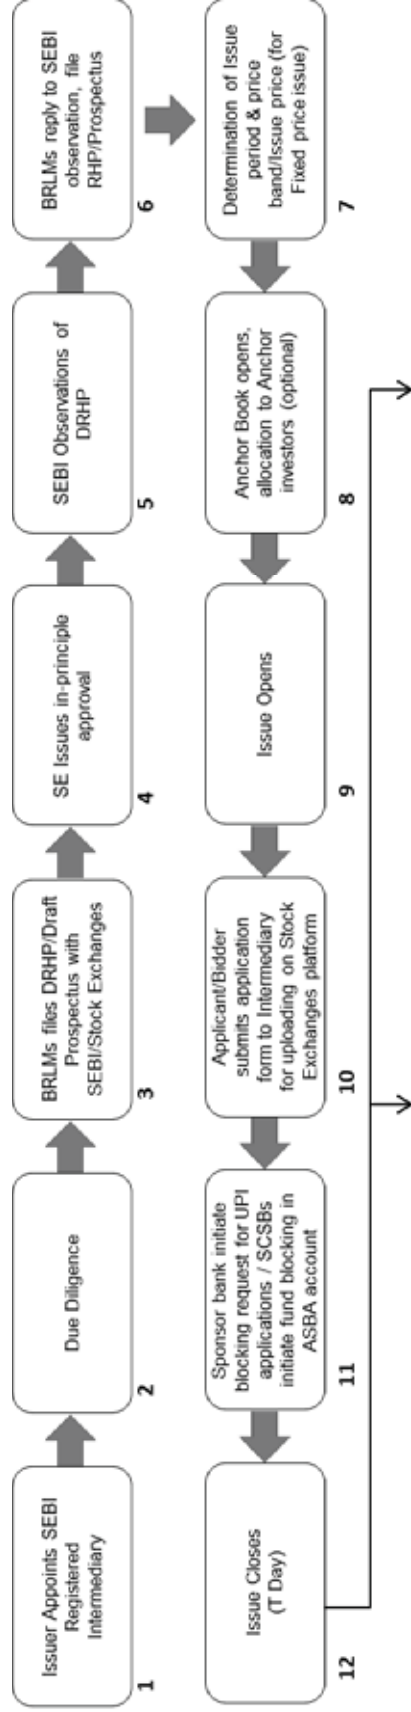 Issuer Appoints SEBI
Registered
Intermediary
1
Due Diligence
2
BRLMs files DRHP/Draft
Prospectus with
SEBI/Stock Exchanges
3
SE Issues in-principle
approval
4
SEBI Observations of
DRHP
5
BRLMs reply to SEBI
observation, file
RHP/Prospectus
6
Determination of Issue
period & price
band/Issue price (for
Fixed price issue)
7
Anchor Book opens,
allocation to Anchor
investors (optional)
8
Issue Opens
9
Applicant/Bidder
submits application
form to Intermediary
for uploading on Stock
Exchanges platform
10
Sponsor bank initiate
blocking request for UPI
applications / SCSBs
initiate fund blocking in
ASBA account
11
Issue Closes
(T Day)
12